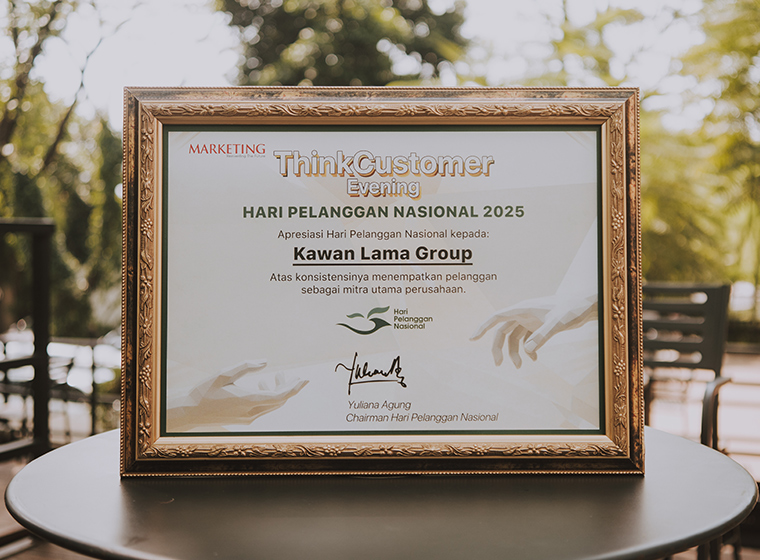 MARKETING
ThinkCustomer
Evening
HARI PELANGGAN NASIONAL 2025
Apresiasi Hari Pelanggan Nasional kepada:
Kawan Lama Group
Atas konsistensinya menempatkan pelanggan
sebagai mitra utama perusahaan.
Hari
Pelanggan
Nasional
Yuliana Agung
Chairman Hari Pelanggan Nasional